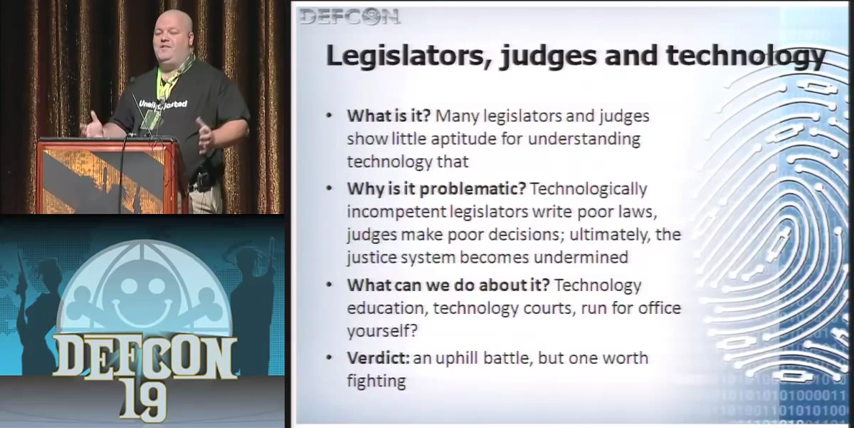 DEFCON
Legislators, judges and technology
• What is it? Many legislators and judges
show little aptitude for understanding
technology that
• Why is it problematic? Technologically
incompetent legislators write poor laws,
judges make poor decisions; ultimately, the
justice system becomes undermined
• What can we do about it? Technology
education, technology courts, run for office
yourself?
• Verdict: an uphill battle, but one worth
fighting
DEFCON
19